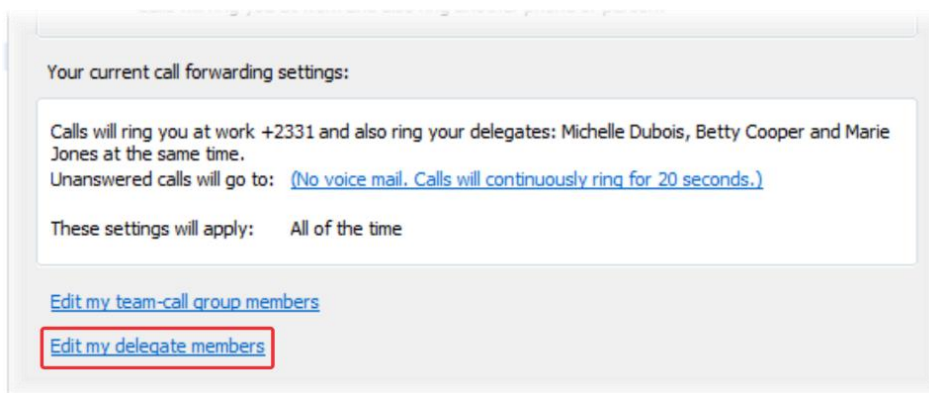 Your current call forwarding settings:
Calls will ring you at work +2331 and also ring your delegates: Michelle Dubois, Betty Cooper and Marie
Jones at the same time.
Unanswered calls will go to: (No voice mail. Calls will continuously ring for 20 seconds.)
These settings will apply: All of the time
Edit my team-call group members
Edit my delegate members